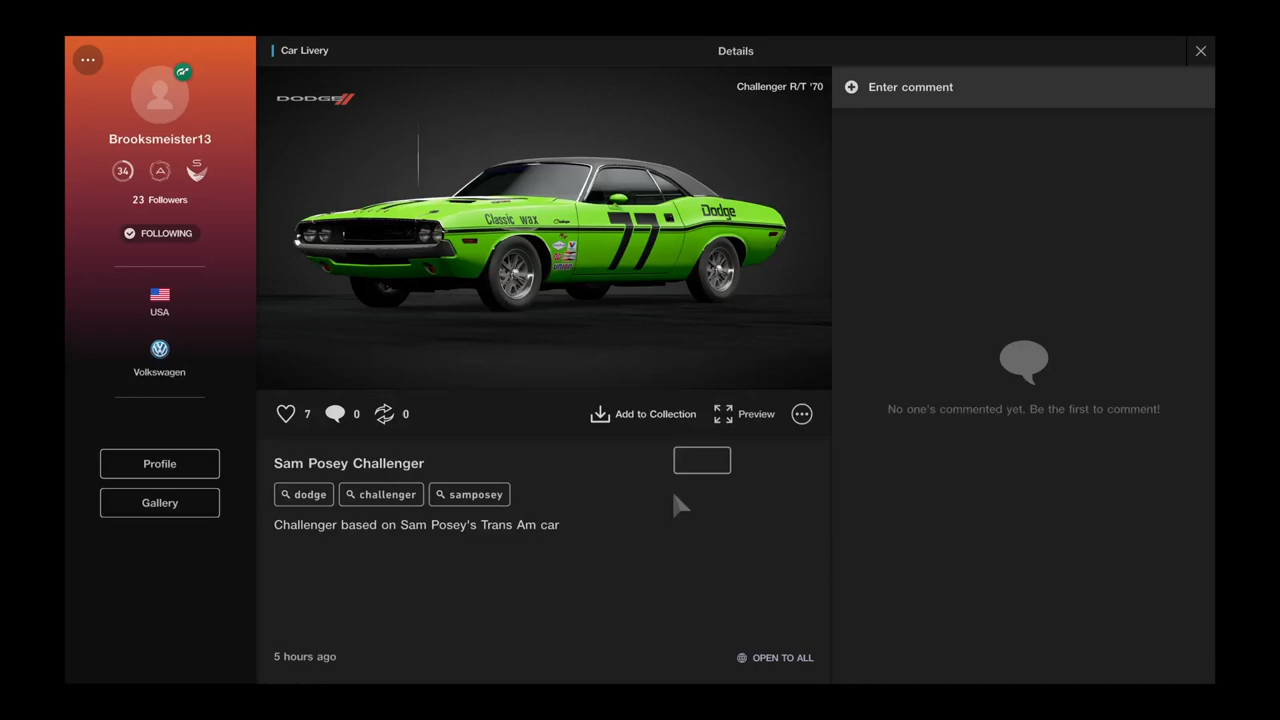 Car Livery
Details
Brooksmeister13
34
A
S
23 Followers
FOLLOWING
USA
Volkswagen
Profile
Gallery
DODGE
Challenger R/T '70
Classic wax
77
Dodge
7
0
0
Add to Collection
Preview
Sam Posey Challenger
dodge
challenger
samposey
Challenger based on Sam Posey's Trans Am car
5 hours ago
OPEN TO ALL
Enter comment
No one's commented yet. Be the first to comment!